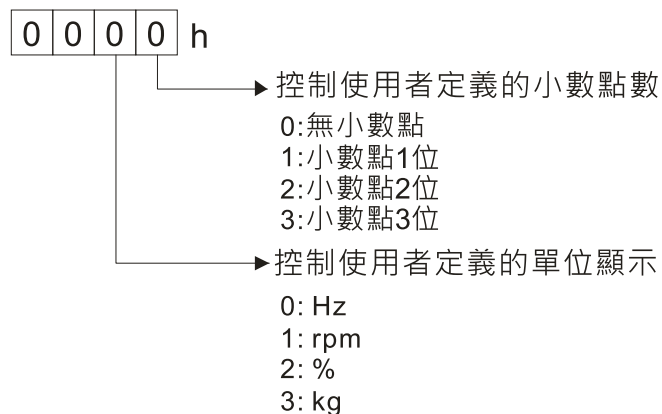 0 0 0 0 h
控制使用者定義的小數點數
0:無小數點
1:小數點1位
2:小數點2位
3:小數點3位
控制使用者定義的單位顯示
0: Hz
1: rpm
2: %
3: kg